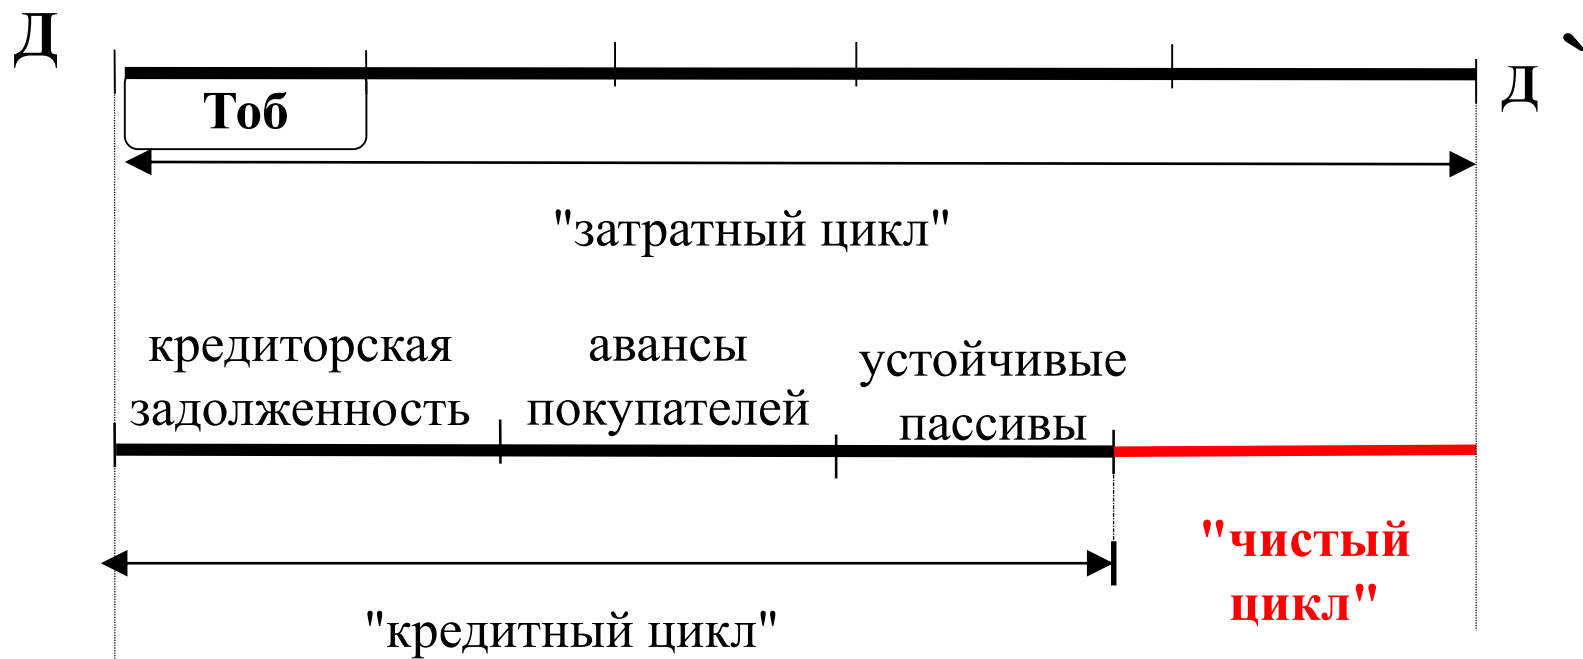 Д
Д `
Тоб
"затратный цикл"
кредиторская
задолженность
авансы
покупателей
устойчивые
пассивы
"чистый
цикл"
"кредитный цикл"